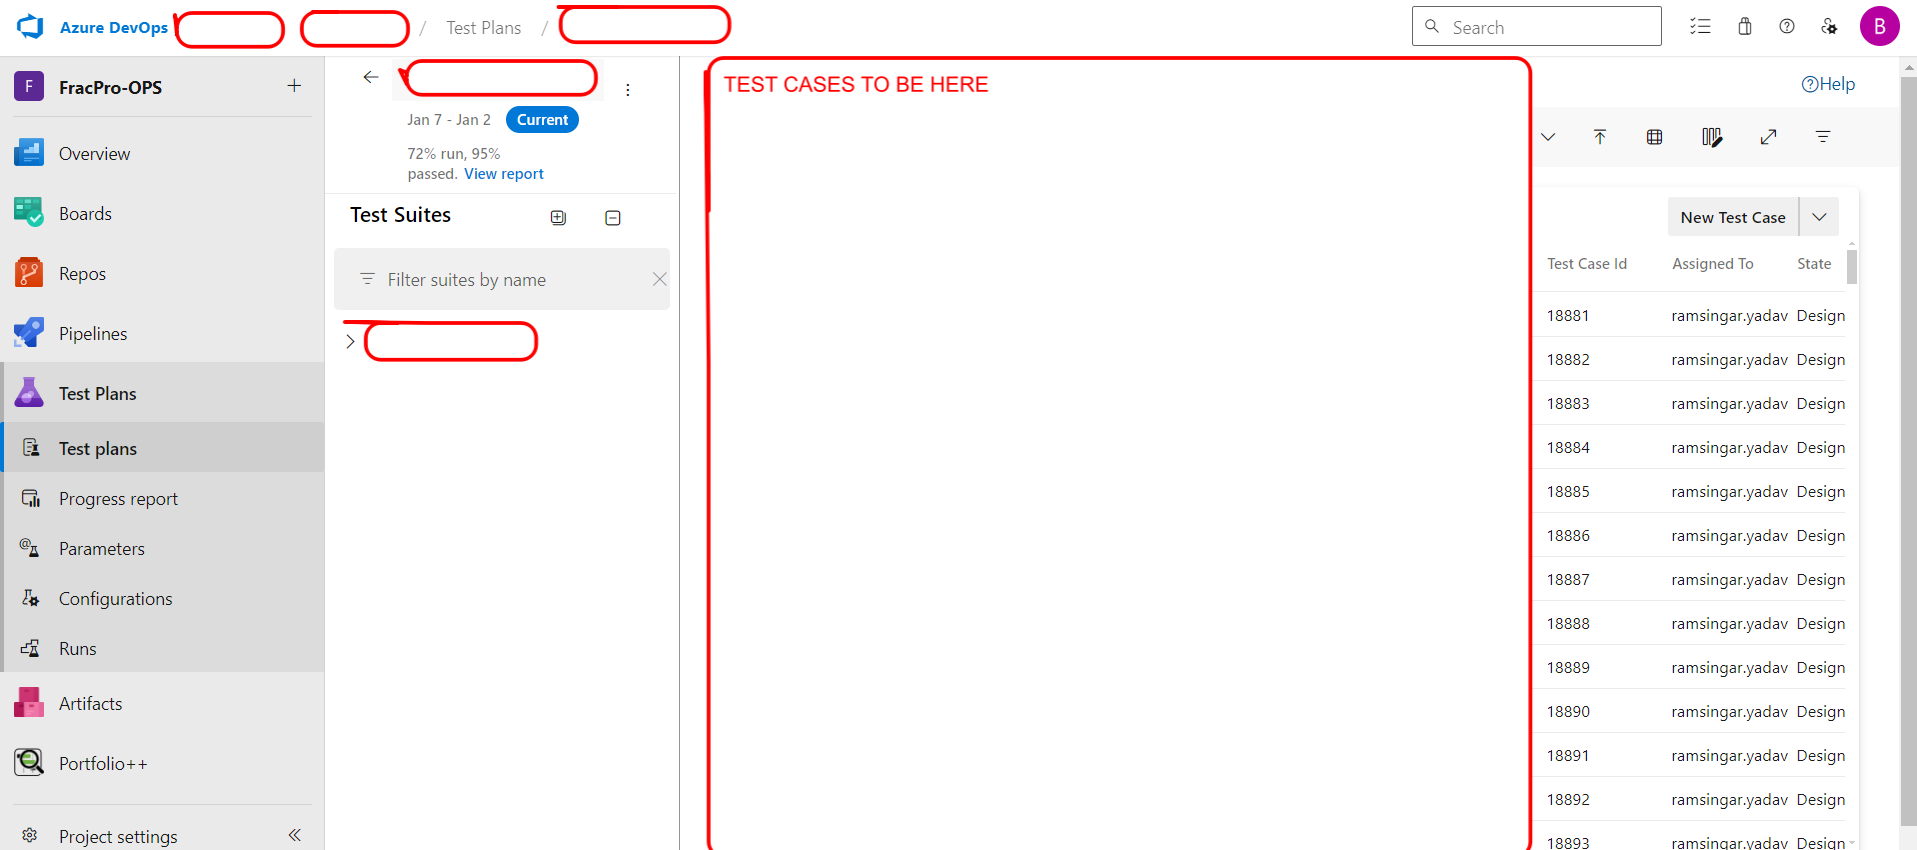 Azure DevOps / Test Plans /
Search
B
F FracPro-OPS
Overview
Boards
Repos
Pipelines
Test Plans
Test plans
Progress report
Parameters
Configurations
Runs
Artifacts
Portfolio++
Project settings
Jan 7 - Jan 2 Current
72% run, 95%
passed. View report
Test Suites
Filter suites by name
TEST CASES TO BE HERE
Help
New Test Case
Test Case Id Assigned To State
18881 ramsingar.yadav Design
18882 ramsingar.yadav Design
18883 ramsingar.yadav Design
18884 ramsingar.yadav Design
18885 ramsingar.yadav Design
18886 ramsingar.yadav Design
18887 ramsingar.yadav Design
18888 ramsingar.yadav Design
18889 ramsingar.yadav Design
18890 ramsingar.yadav Design
18891 ramsingar.yadav Design
18892 ramsingar.yadav Design
18893 ramsingar.yadav Design